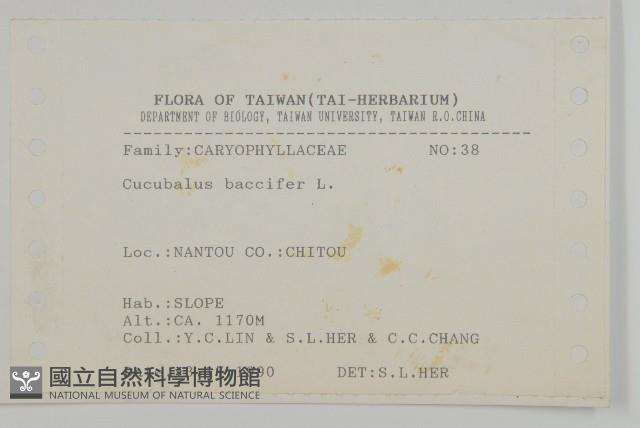 FLORA OF TAIWAN(TAI-HERBARIUM)
DEPARTMENT OF BIOLOGY, TAIWAN UNIVERSITY, TAIWAN R.O.CHINA
Family:CARYOPHYLLACEAE NO:38
Cucubalus baccifer L.
Loc.:NANTOU CO.:CHITOU
Hab.:SLOPE
Alt.:CA. 1170M
Coll.:Y.C.LIN & S.L.HER & C.C.CHANG
DET:S.L.HER
國立自然科學博物館
NATIONAL MUSEUM OF NATURAL SCIENCE